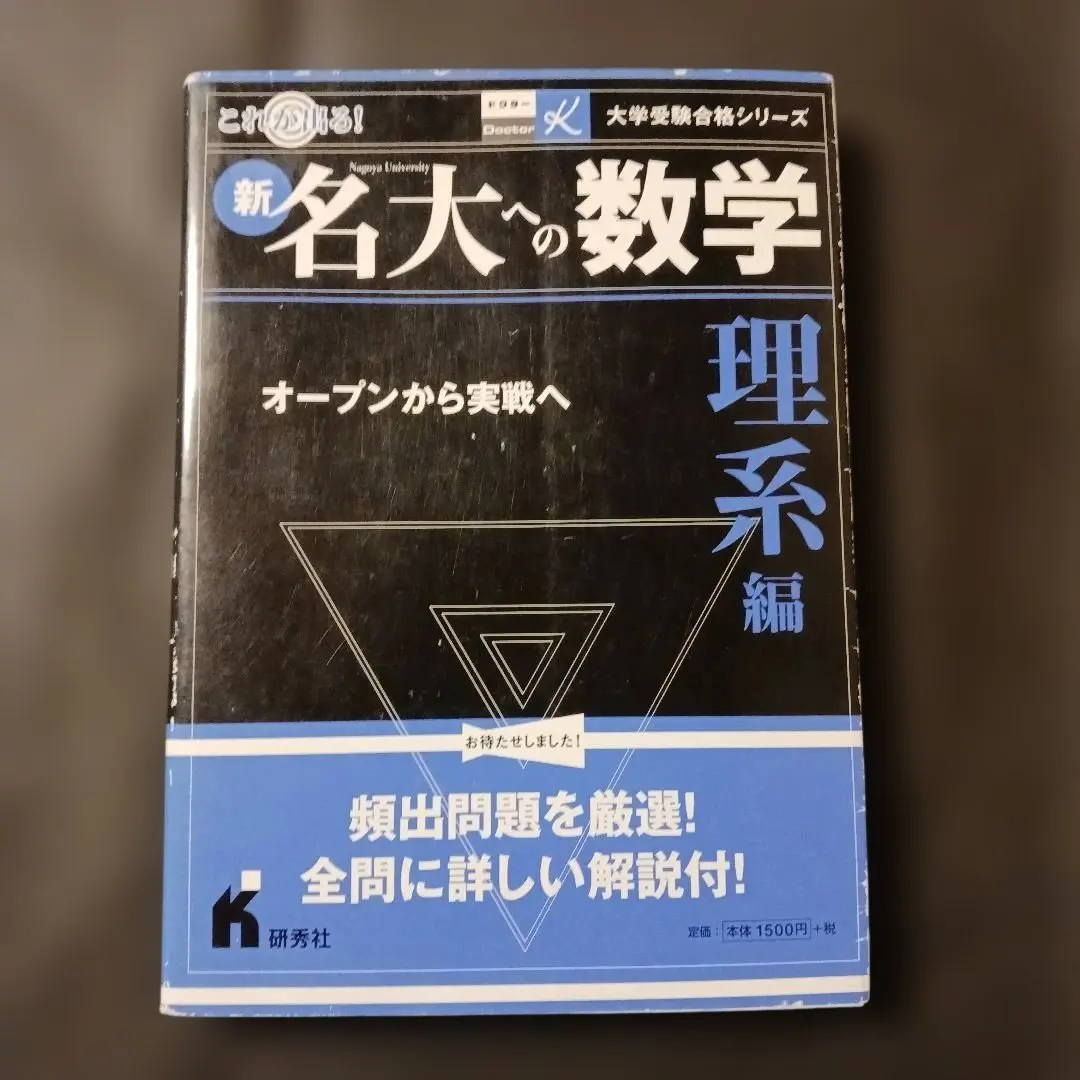 これが出る!
ドクター
Doctor K
大学受験合格シリーズ
Nagoya University
新 名大への数学
理系編
オープンから実戦へ
お待たせしました!
頻出問題を厳選!
全問に詳しい解説付!
K 研秀社
定価:本体1500円+税